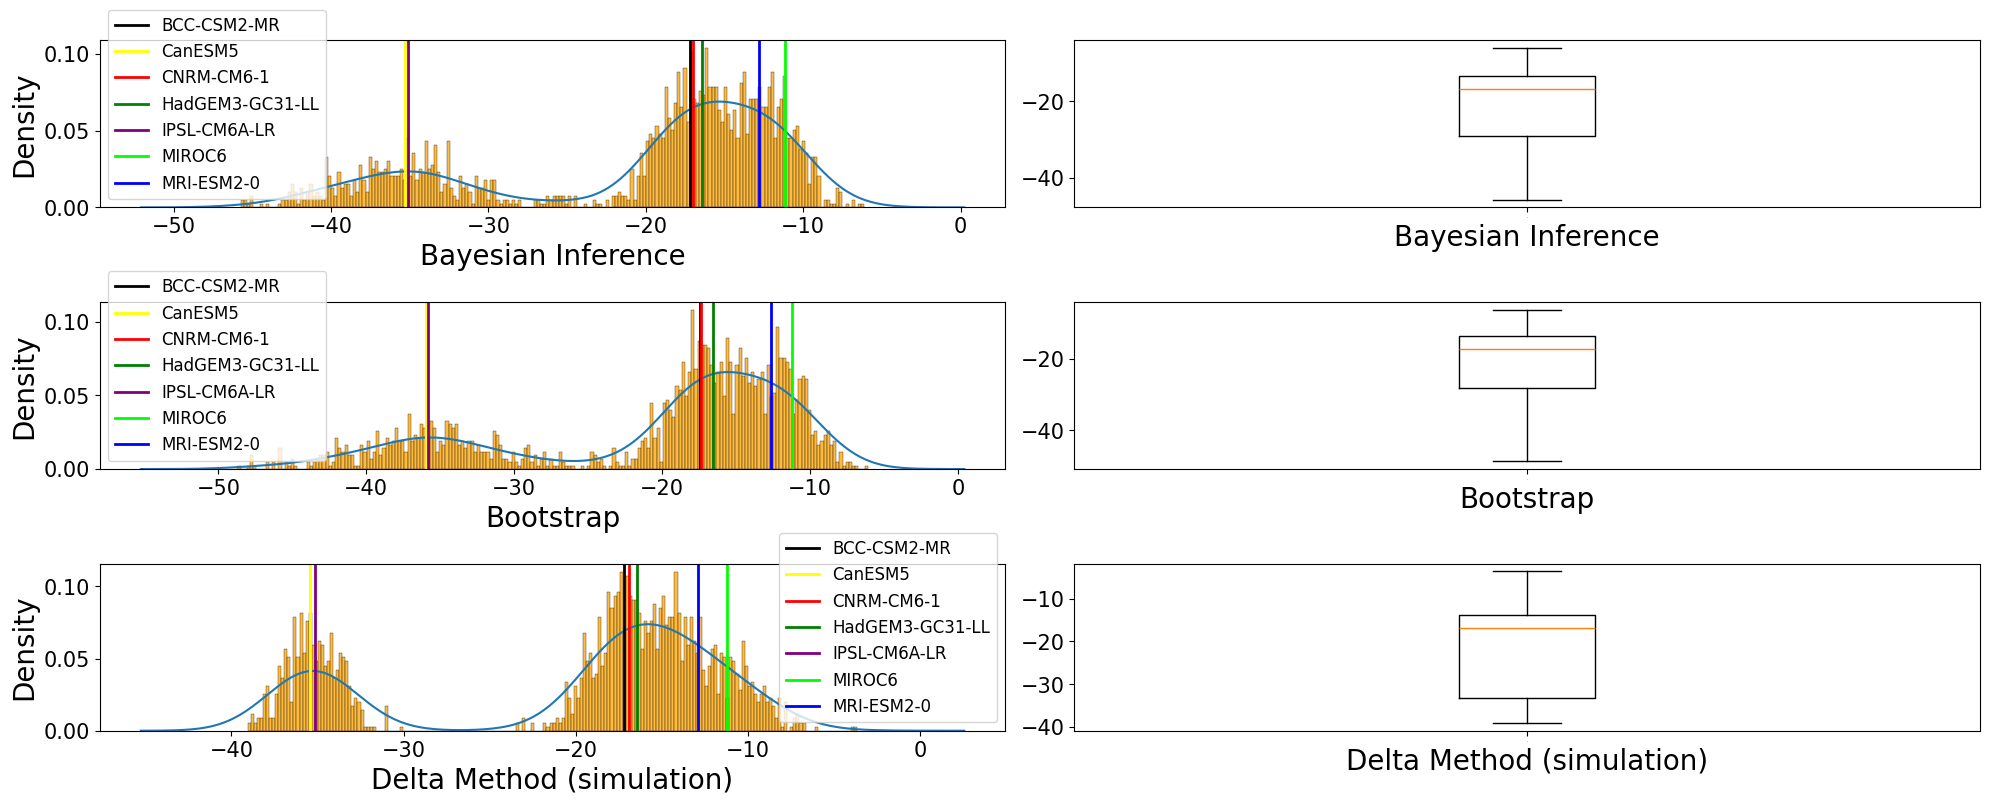 BCC-CSM2-MR
CanESM5
CNRM-CM6-1
HadGEM3-GC31-LL
IPSL-CM6A-LR
MIROC6
MRI-ESM2-0
Density
0.10
0.05
0.00
−50 −40 −30 −20 −10 0
Bayesian Inference
−20
−40
Bayesian Inference
BCC-CSM2-MR
CanESM5
CNRM-CM6-1
HadGEM3-GC31-LL
IPSL-CM6A-LR
MIROC6
MRI-ESM2-0
Density
0.10
0.05
0.00
−50 −40 −30 −20 −10 0
Bootstrap
−20
−40
Bootstrap
BCC-CSM2-MR
CanESM5
CNRM-CM6-1
HadGEM3-GC31-LL
IPSL-CM6A-LR
MIROC6
MRI-ESM2-0
Density
0.10
0.05
0.00
−40 −30 −20 −10 0
Delta Method (simulation)
−10
−20
−30
−40
Delta Method (simulation)